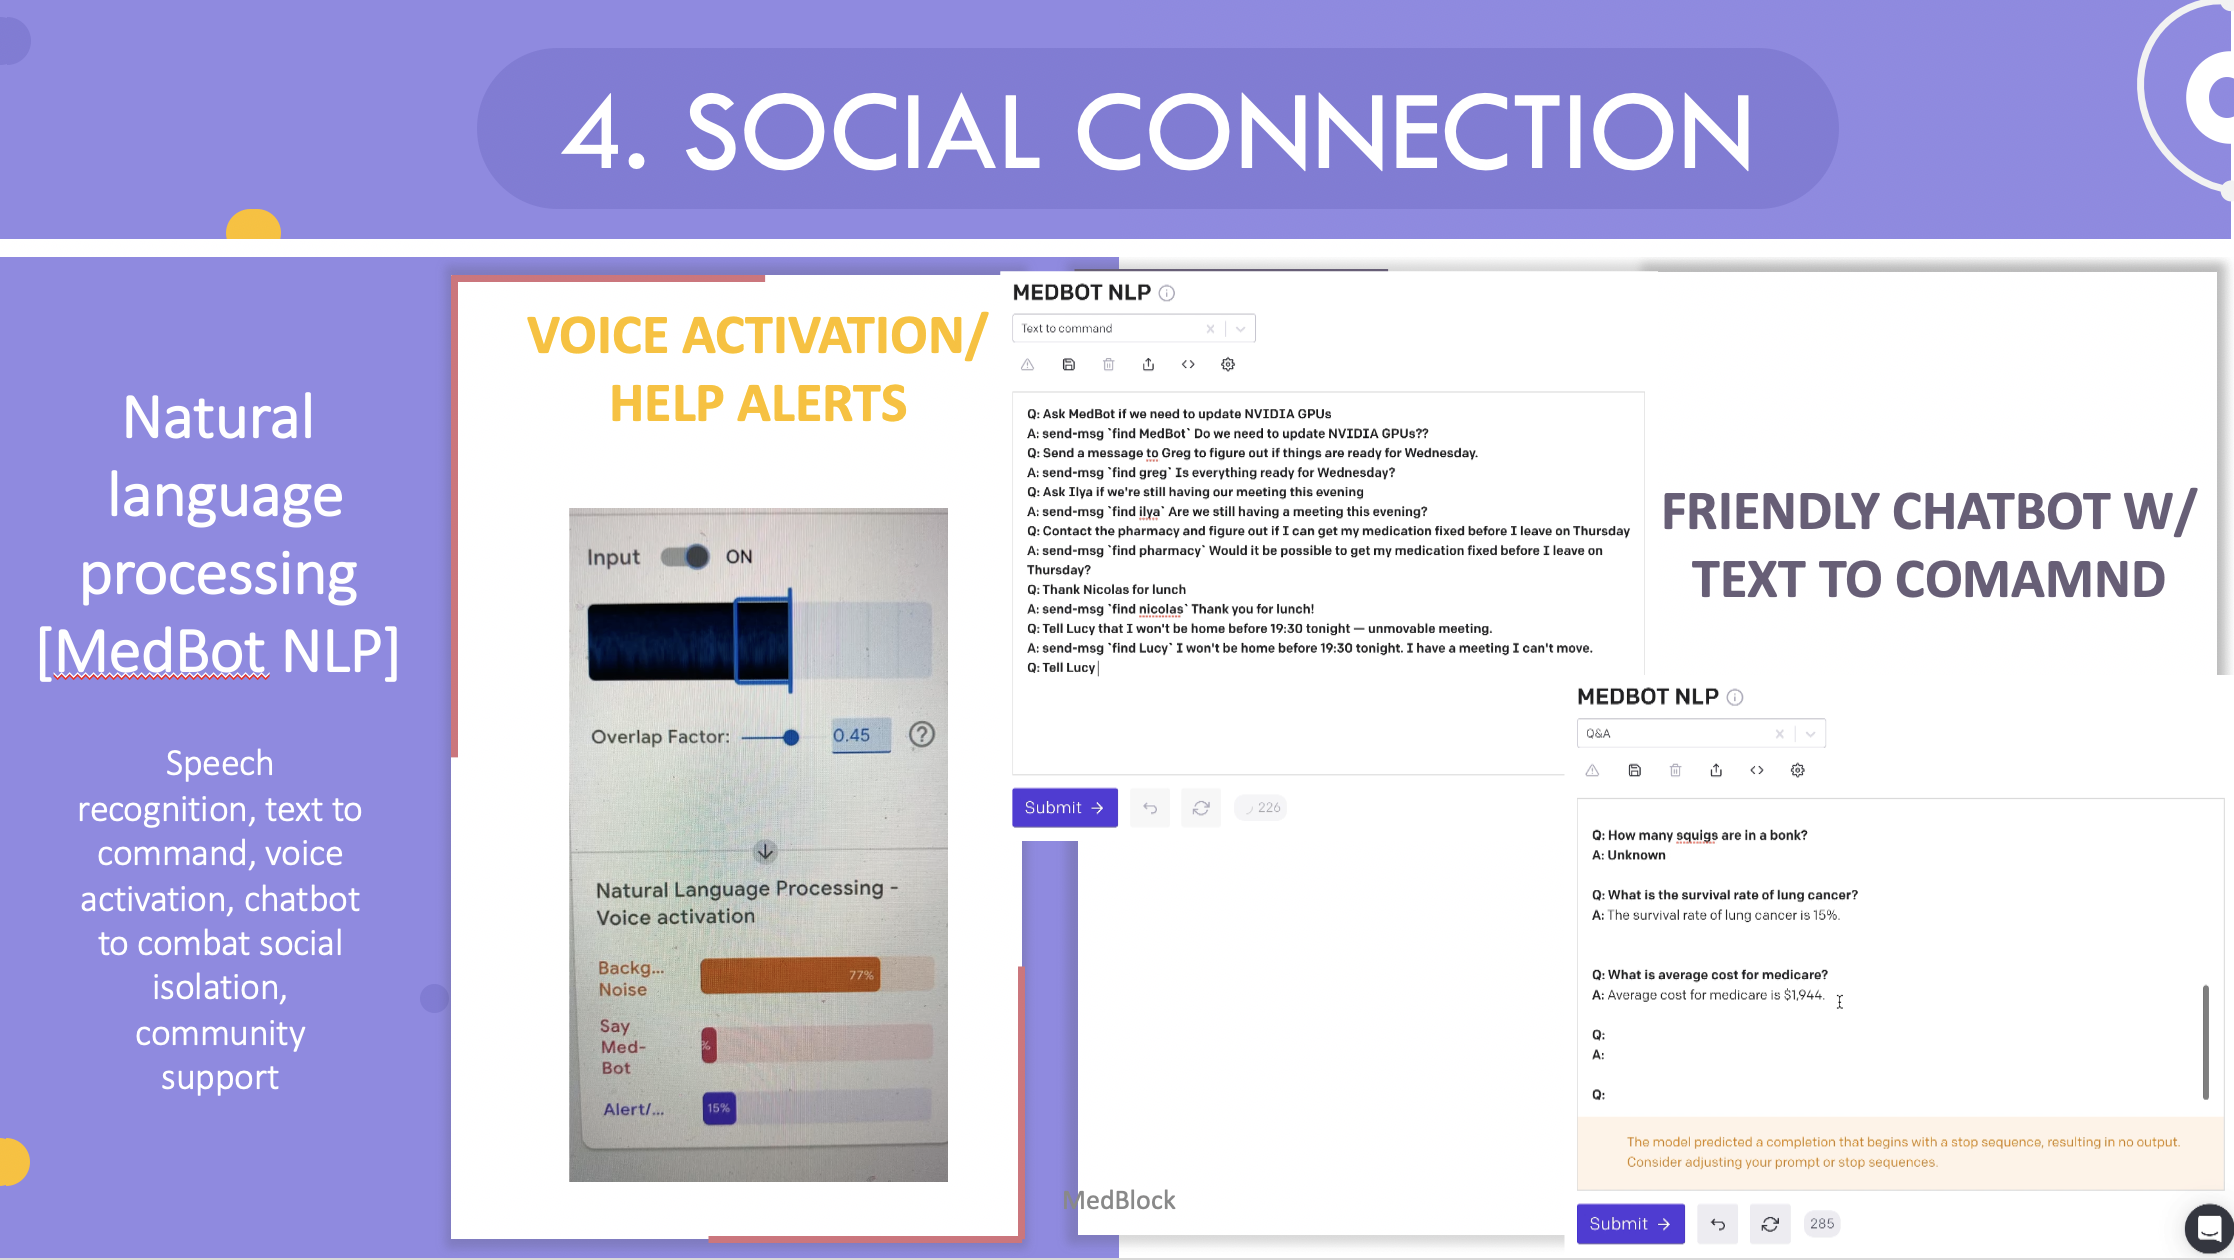 4. SOCIAL CONNECTION
Natural
language
processing
[MedBot NLP]
Speech
recognition, text to
command, voice
activation, chatbot
to combat social
isolation,
community
support
VOICE ACTIVATION/
HELP ALERTS
Input ON
Overlap Factor: 0.45 ?
Natural Language Processing -
Voice activation
Backg...
Noise
77%
Say
Med-
Bot
%
Alert/...
15%
MEDBOT NLP
Text to command
Q: Ask MedBot if we need to update NVIDIA GPUs
A: send-msg `find MedBot` Do we need to update NVIDIA GPUs??
Q: Send a message to Greg to figure out if things are ready for Wednesday.
A: send-msg `find greg` Is everything ready for Wednesday?
Q: Ask Ilya if we're still having our meeting this evening
A: send-msg `find ilya` Are we still having a meeting this evening?
Q: Contact the pharmacy and figure out if I can get my medication fixed before I leave on Thursday
A: send-msg `find pharmacy` Would it be possible to get my medication fixed before I leave on
Thursday?
Q: Thank Nicolas for lunch
A: send-msg `find nicolas` Thank you for lunch!
Q: Tell Lucy that I won't be home before 19:30 tonight — unmovable meeting.
A: send-msg `find Lucy` I won't be home before 19:30 tonight. I have a meeting I can't move.
Q: Tell Lucy
Submit → 226
FRIENDLY CHATBOT W/
TEXT TO COMAMND
MEDBOT NLP
Q&A
Q: How many squigs are in a bonk?
A: Unknown
Q: What is the survival rate of lung cancer?
A: The survival rate of lung cancer is 15%.
Q: What is average cost for medicare?
A: Average cost for medicare is $1,944.
Q:
A:
Q:
The model predicted a completion that begins with a stop sequence, resulting in no output.
Consider adjusting your prompt or stop sequences.
Submit → 285
MedBlock